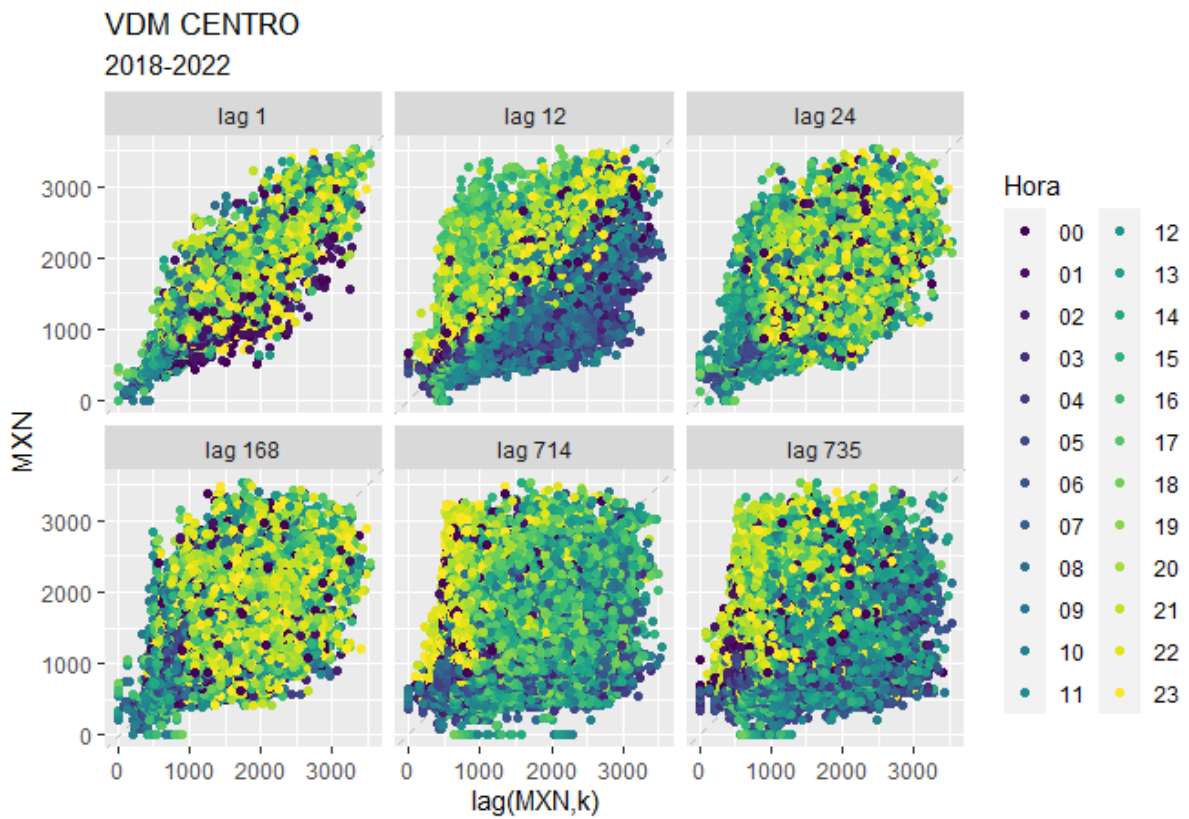 VDM CENTRO
2018-2022
lag 1
lag 12
lag 24
3000
2000
1000
0
lag 168
lag 714
lag 735
3000
2000
1000
0
0 1000 2000 3000
0 1000 2000 3000
0 1000 2000 3000
MXN
lag(MXN,k)
Hora
00 12
01 13
02 14
03 15
04 16
05 17
06 18
07 19
08 20
09 21
10 22
11 23